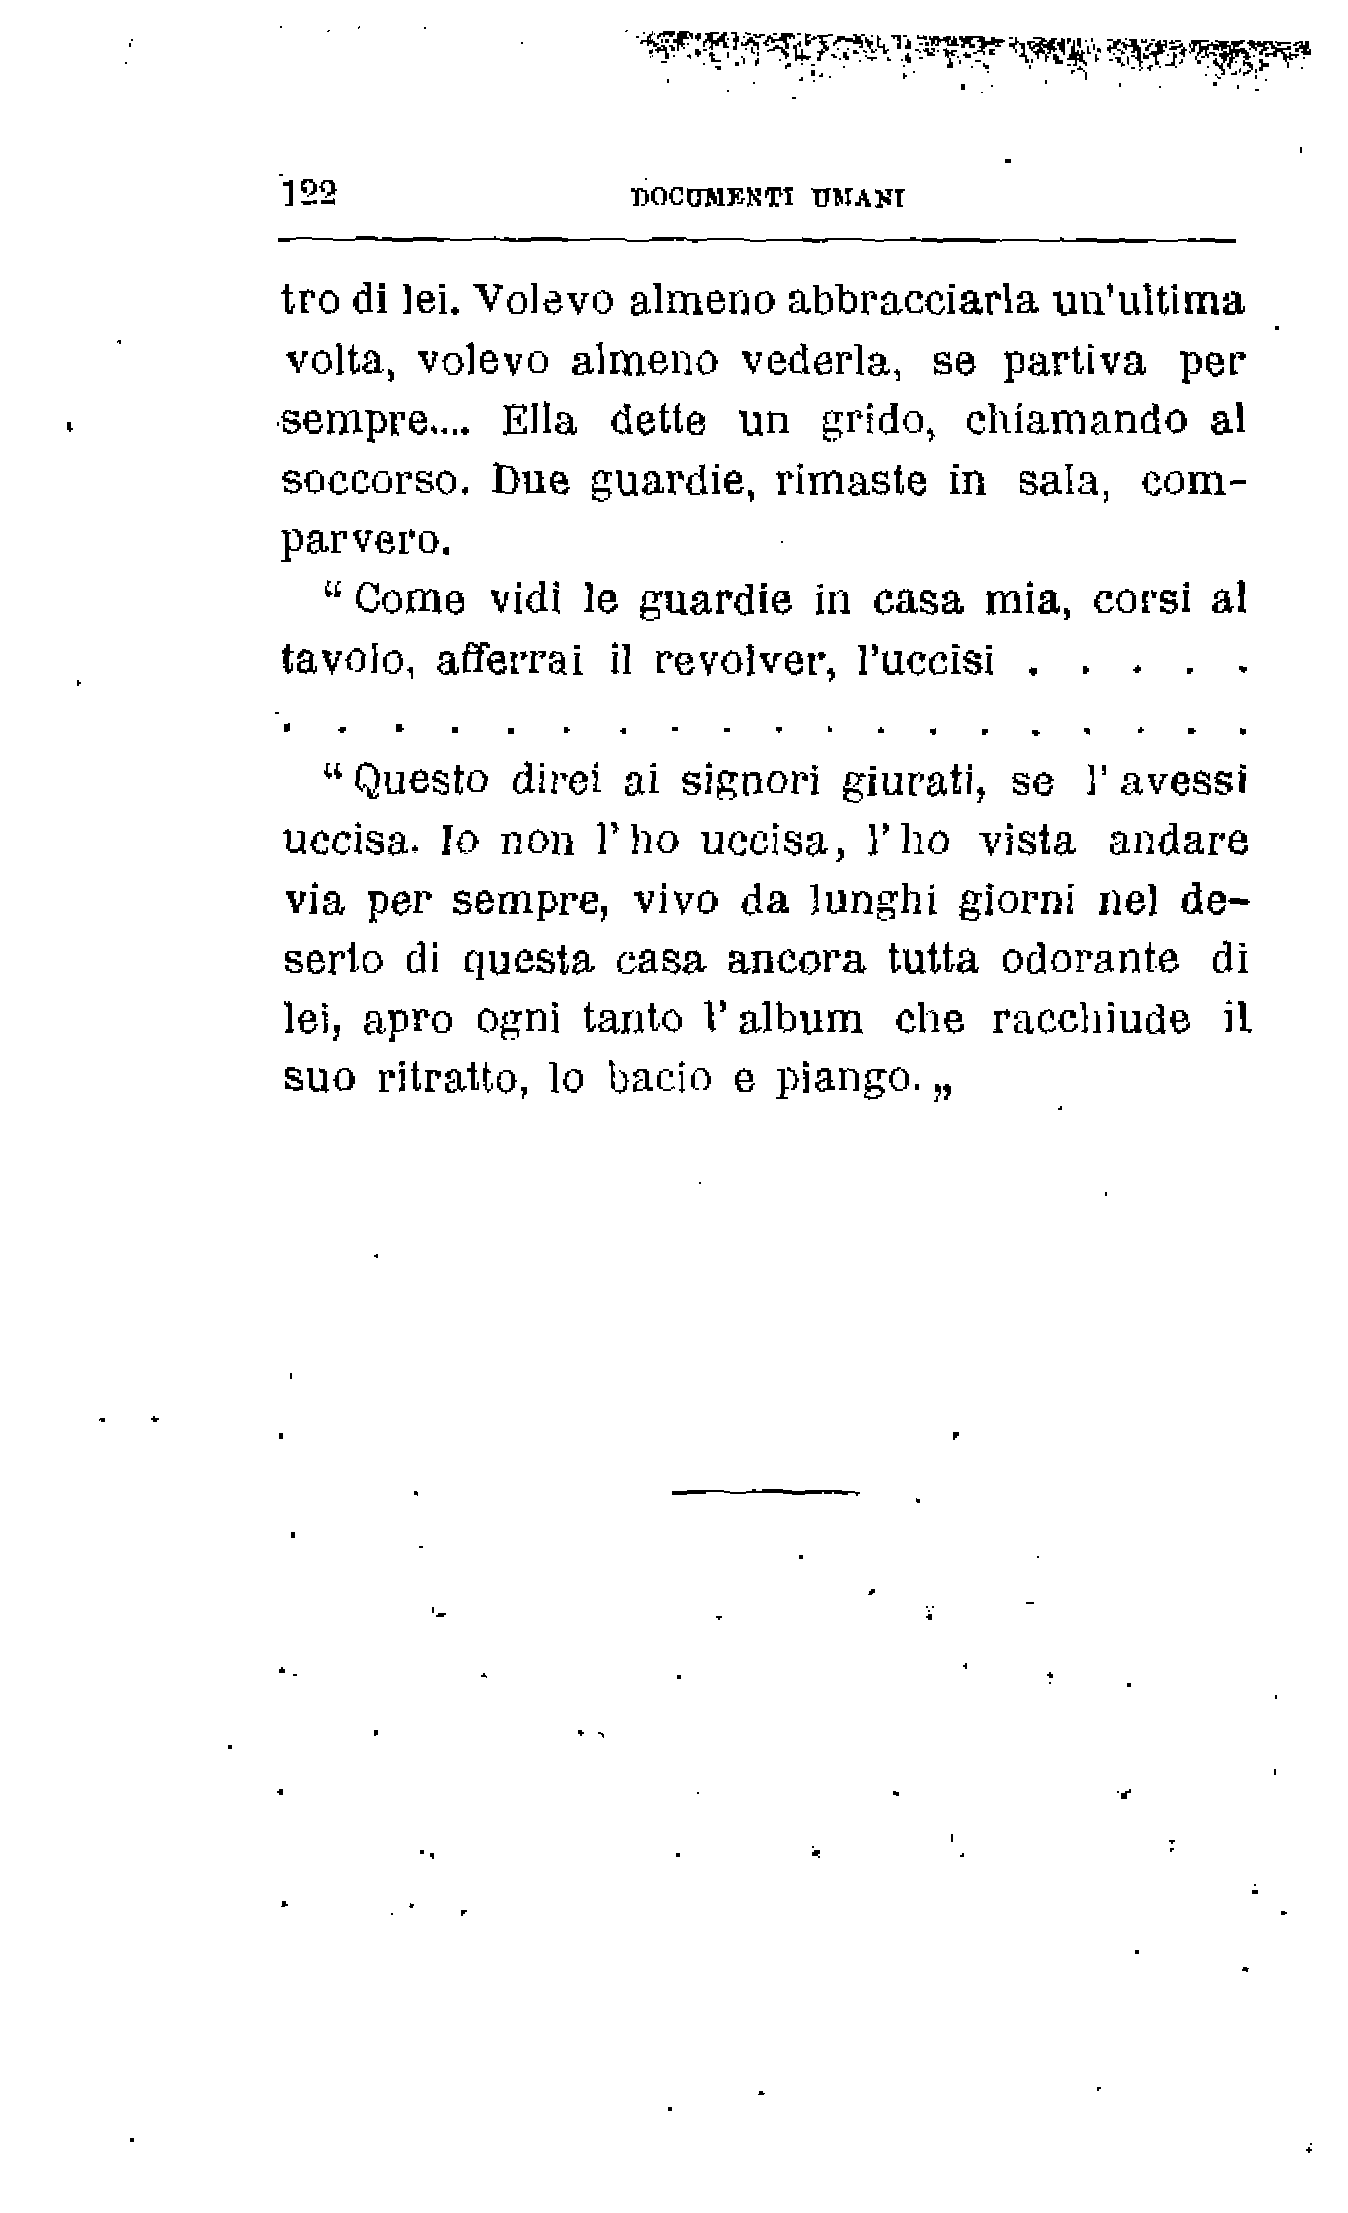 122 DOCUMENTI UMANI
tro di lei. Volevo almeno abbracciarla un'ultima
volta, volevo almeno vederla, se partiva per
sempre.... Ella dette un grido, chiamando al
soccorso. Due guardie, rimaste in sala, com-
parvero.
“ Come vidi le guardie in casa mia, corsi al
tavolo, afferrai il revolver, l'uccisi . . . . .
. . . . . . . . . . . . . . . . . .
“ Questo direi ai signori giurati, se l' avessi
uccisa. Io non l' ho uccisa, l' ho vista andare
via per sempre, vivo da lunghi giorni nel de-
serto di questa casa ancora tutta odorante di
lei, apro ogni tanto l' album che racchiude il
suo ritratto, lo bacio e piango. „